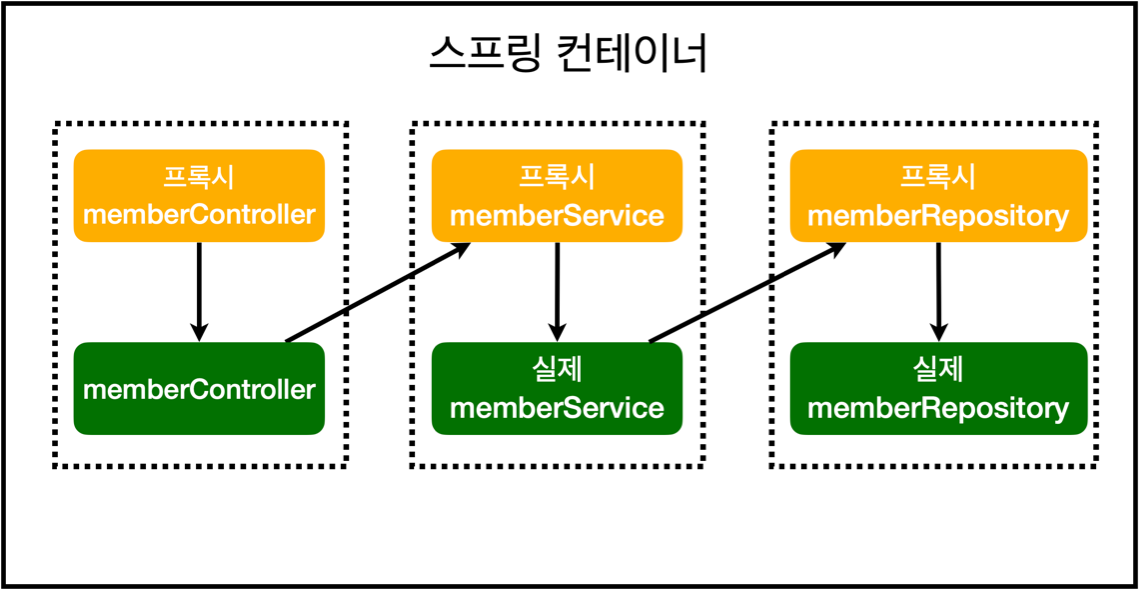 스프링 컨테이너
프록시
memberController
프록시
memberService
프록시
memberRepository
memberController
실제
memberService
실제
memberRepository